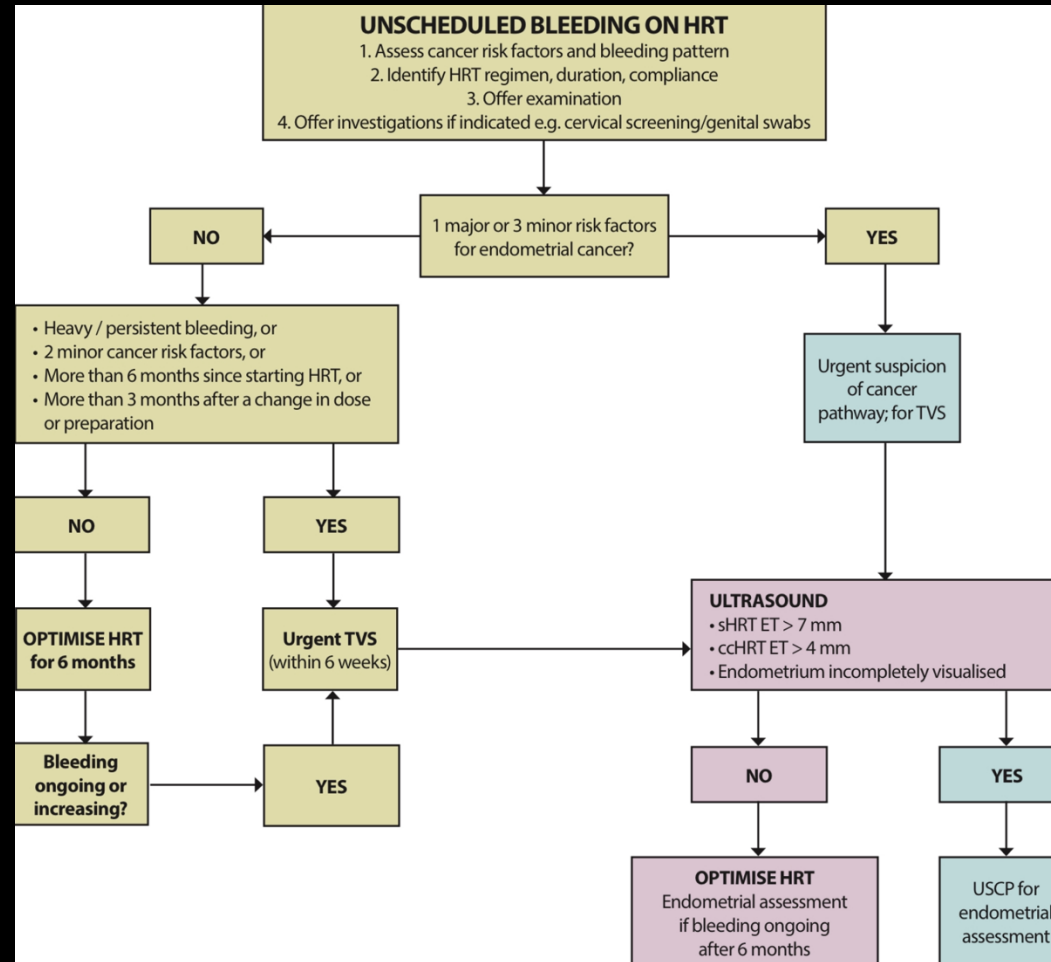 UNSCHEDULED BLEEDING ON HRT
1. Assess cancer risk factors and bleeding pattern
2. Identify HRT regimen, duration, compliance
3. Offer examination
4. Offer investigations if indicated e.g. cervical screening/genital swabs
1 major or 3 minor risk factors
for endometrial cancer?
NO
YES
• Heavy / persistent bleeding, or
• 2 minor cancer risk factors, or
• More than 6 months since starting HRT, or
• More than 3 months after a change in dose
or preparation
Urgent suspicion
of cancer
pathway; for TVS
NO
YES
OPTIMISE HRT
for 6 months
Urgent TVS
(within 6 weeks)
ULTRASOUND
• sHRT ET > 7 mm
• ccHRT ET > 4 mm
• Endometrium incompletely visualised
Bleeding
ongoing or
increasing?
YES
NO
YES
OPTIMISE HRT
Endometrial assessment
if bleeding ongoing
after 6 months
USCP for
endometrial
assessment